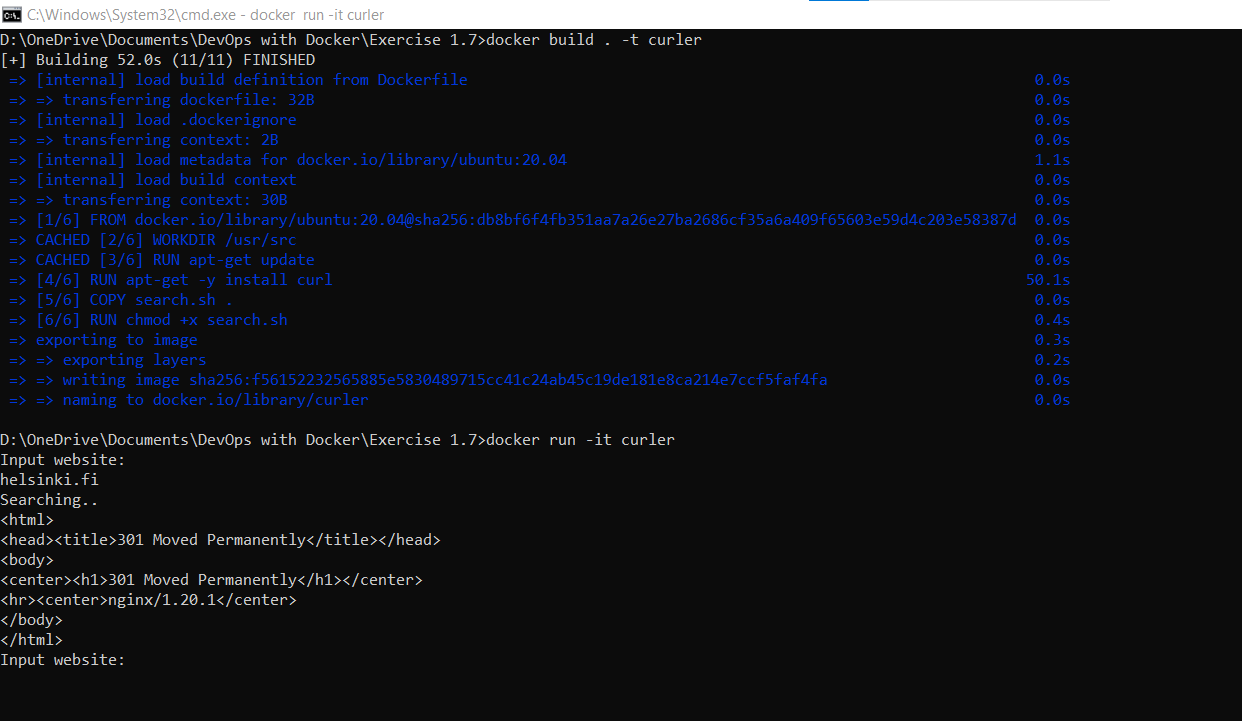 C:\Windows\System32\cmd.exe - docker  run -it curler
D:\OneDrive\Documents\DevOps with Docker\Exercise 1.7>docker build . -t curler
[+] Building 52.0s (11/11) FINISHED
=> [internal] load build definition from Dockerfile 0.0s
=> => transferring dockerfile: 32B 0.0s
=> [internal] load .dockerignore 0.0s
=> => transferring context: 2B 0.0s
=> [internal] load metadata for docker.io/library/ubuntu:20.04 1.1s
=> [internal] load build context 0.0s
=> => transferring context: 30B 0.0s
=> [1/6] FROM docker.io/library/ubuntu:20.04@sha256:db8bf6f4fb351aa7a26e27ba2686cf35a6a409f65603e59d4c203e58387d 0.0s
=> CACHED [2/6] WORKDIR /usr/src 0.0s
=> CACHED [3/6] RUN apt-get update 0.0s
=> [4/6] RUN apt-get -y install curl 50.1s
=> [5/6] COPY search.sh . 0.0s
=> [6/6] RUN chmod +x search.sh 0.4s
=> exporting to image 0.3s
=> => exporting layers 0.2s
=> => writing image sha256:f56152232565885e5830489715cc41c24ab45c19de181e8ca214e7ccf5faf4fa 0.0s
=> => naming to docker.io/library/curler 0.0s
D:\OneDrive\Documents\DevOps with Docker\Exercise 1.7>docker run -it curler
Input website:
helsinki.fi
Searching..
<html>
<head><title>301 Moved Permanently</title></head>
<body>
<center><h1>301 Moved Permanently</h1></center>
<hr><center>nginx/1.20.1</center>
</body>
</html>
Input website: